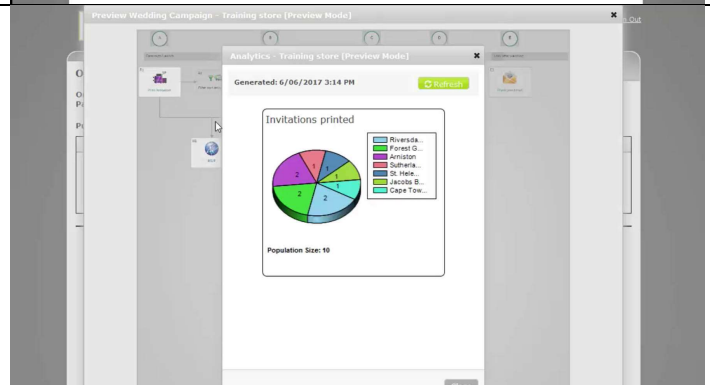 Preview Wedding Campaign - Training store [Preview Mode]
n Out
Analytics - Training store [Preview Mode]
Generated: 6/06/2017 3:14 PM
Refresh
Invitations printed
Riversda...
Forest G...
Arniston
Sutherla...
St. Hele...
Jacobs B...
Cape Tow...
1
1
2
1
1
2
2
Population Size: 10